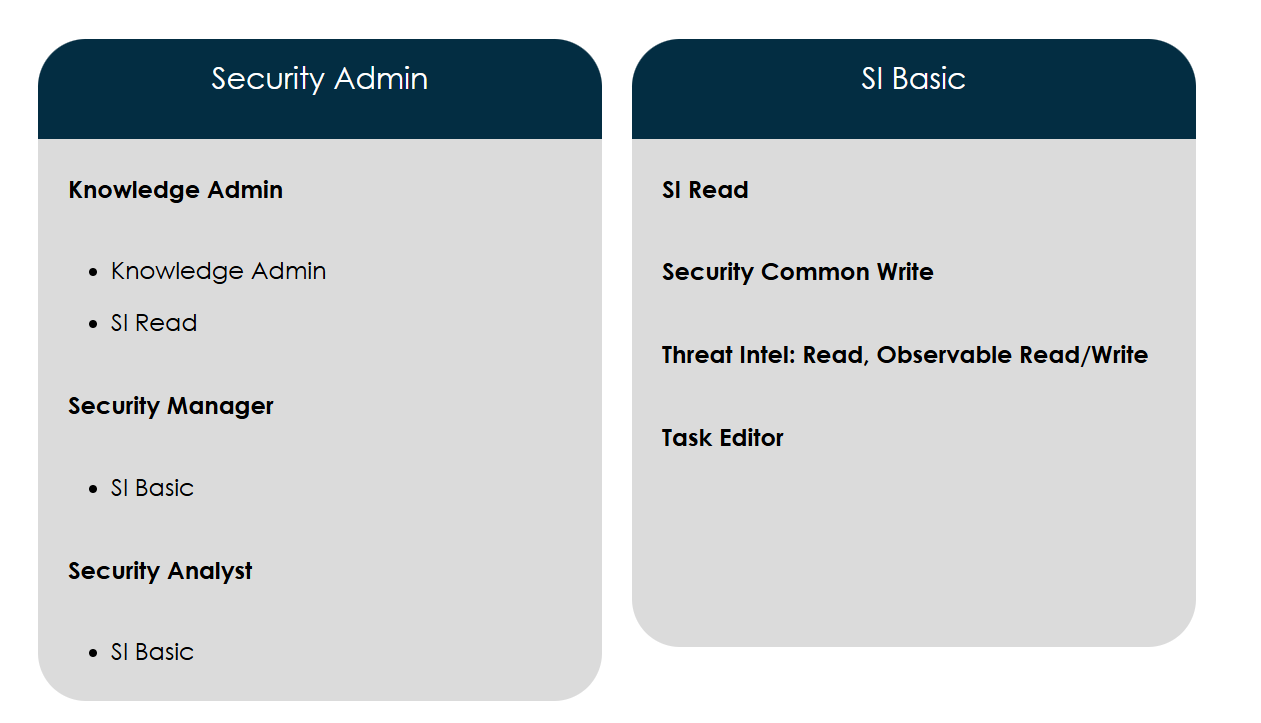 Security Admin
Knowledge Admin
Knowledge Admin
SI Read
Security Manager
SI Basic
Security Analyst
SI Basic
SI Basic
SI Read
Security Common Write
Threat Intel: Read, Observable Read/Write
Task Editor